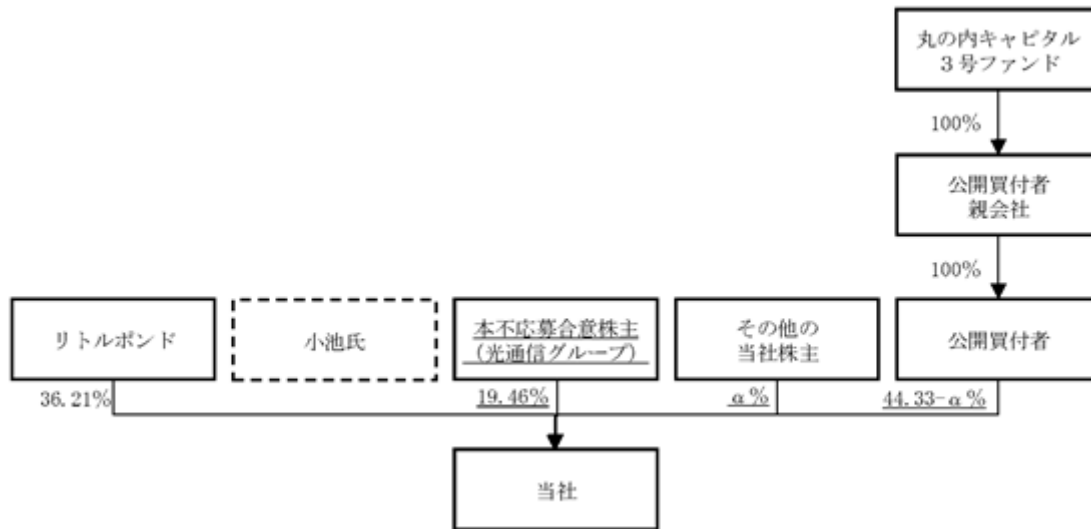 丸の内キャピタル
3号ファンド
100%
公開買付者
親会社
100%
リトルポンド
小池氏
本不応募合意株主
(光通信グループ)
その他の
当社株主
公開買付者
36.21%
19.46%
α%
44.33-α%
当社